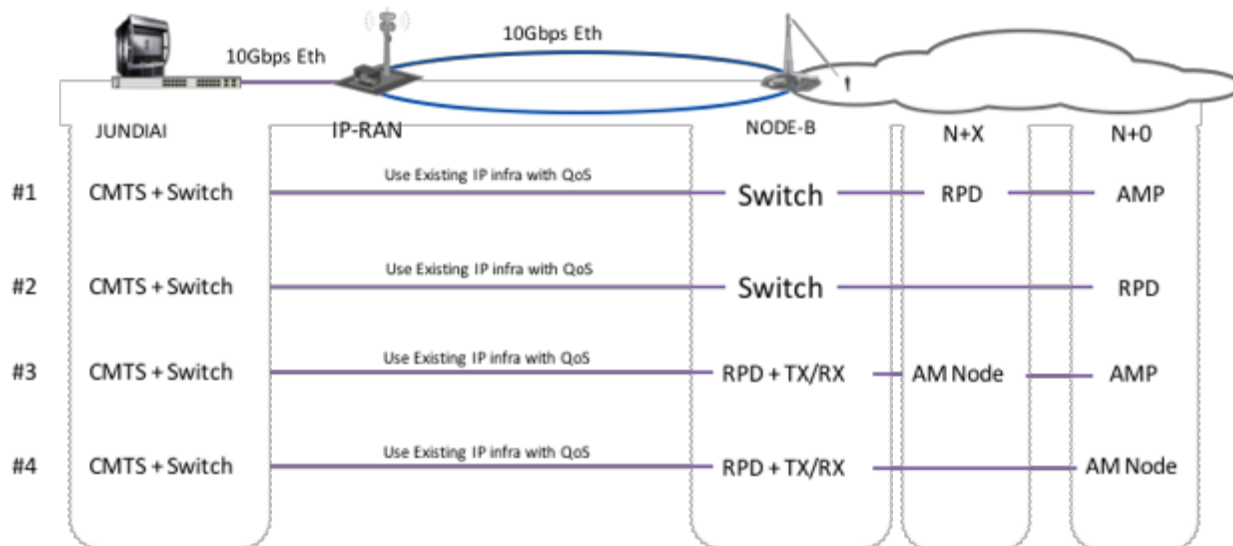 10Gbps Eth
10Gbps Eth
JUNDIAI
IP-RAN
NODE-B
N+X
N+0
#1
CMTS + Switch
Use Existing IP infra with QoS
Switch
RPD
AMP
#2
CMTS + Switch
Use Existing IP infra with QoS
Switch
RPD
#3
CMTS + Switch
Use Existing IP infra with QoS
RPD + TX/RX
AM Node
AMP
#4
CMTS + Switch
Use Existing IP infra with QoS
RPD + TX/RX
AM Node